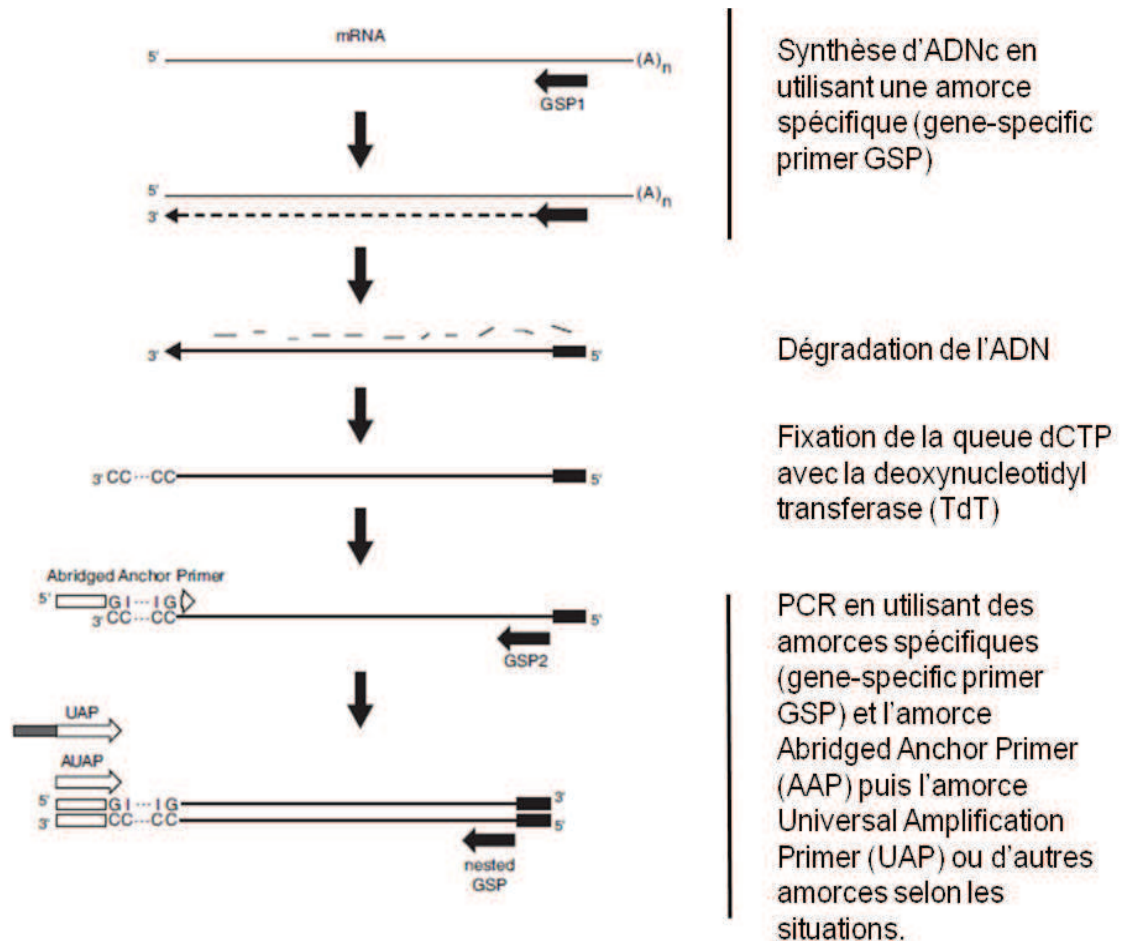 mRNA
5' (A)n
GSP1
5' (A)n
3'
3' 5'
3' CC···CC 5'
Abridged Anchor Primer
5' GI···IG
3' CC···CC 5'
GSP2
UAP
AUAP
5' GI···IG 3'
3' CC···CC 5'
nested
GSP
Synthèse d'ADNc en
utilisant une amorce
spécifique (gene-specific
primer GSP)
Dégradation de l'ADN
Fixation de la queue dCTP
avec la deoxynucleotidyl
transferase (TdT)
PCR en utilisant des
amorces spécifiques
(gene-specific primer
GSP) et l'amorce
Abridged Anchor Primer
(AAP) puis l'amorce
Universal Amplification
Primer (UAP) ou d'autres
amorces selon les
situations.